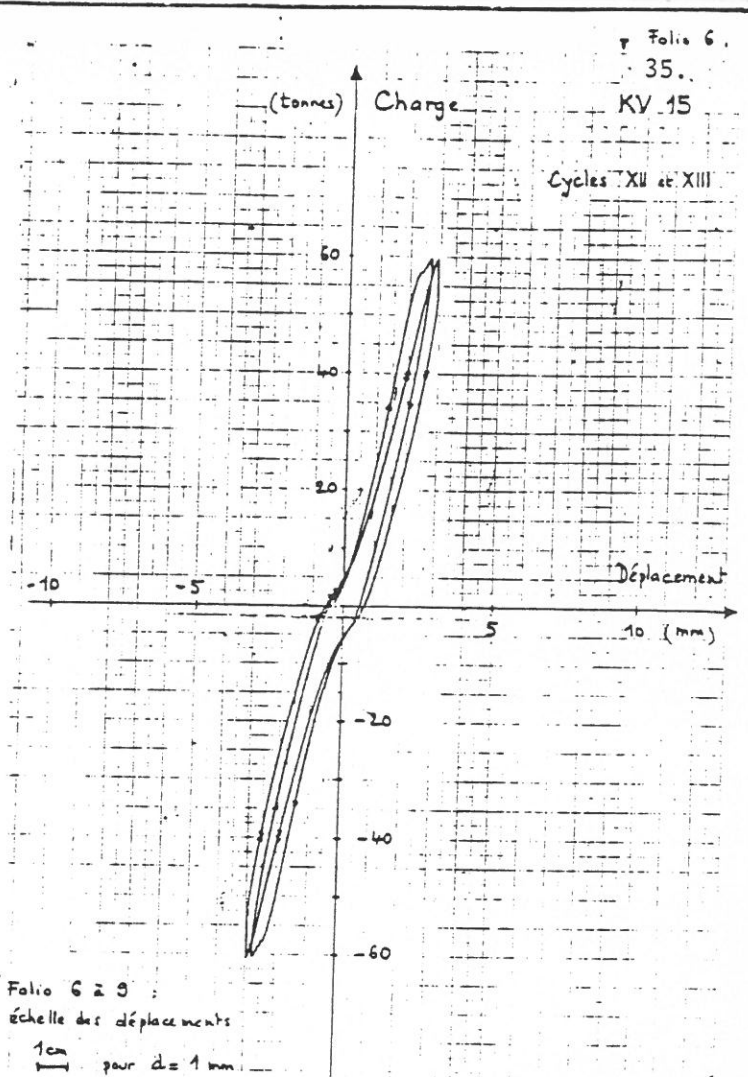 Folio 6.
35.
KV 15
(tonnes) Charge
Cycles XII et XIII
60
40
20
Déplacement
-10 -5
5 10 (mm)
-20
-40
-60
Folio 6 à 9 :
échelle des déplacements
1cm
pour d = 1 mm